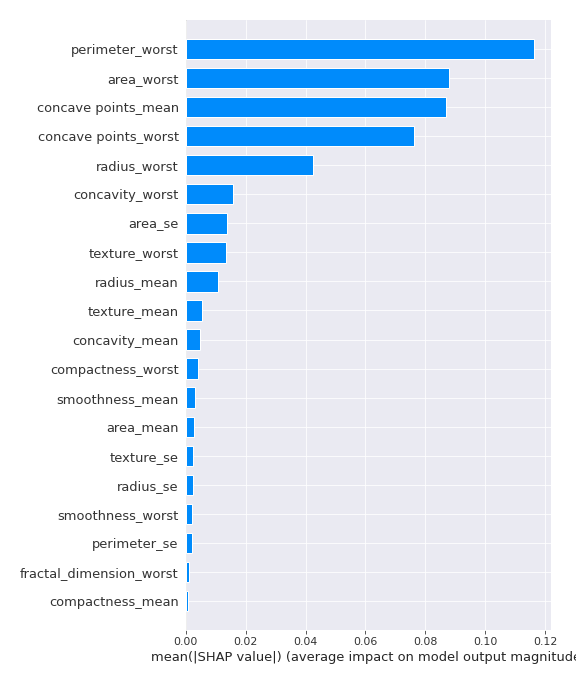 perimeter_worst
area_worst
concave points_mean
concave points_worst
radius_worst
concavity_worst
area_se
texture_worst
radius_mean
texture_mean
concavity_mean
compactness_worst
smoothness_mean
area_mean
texture_se
radius_se
smoothness_worst
perimeter_se
fractal_dimension_worst
compactness_mean
0.00 0.02 0.04 0.06 0.08 0.10 0.12
mean(|SHAP value|) (average impact on model output magnitude